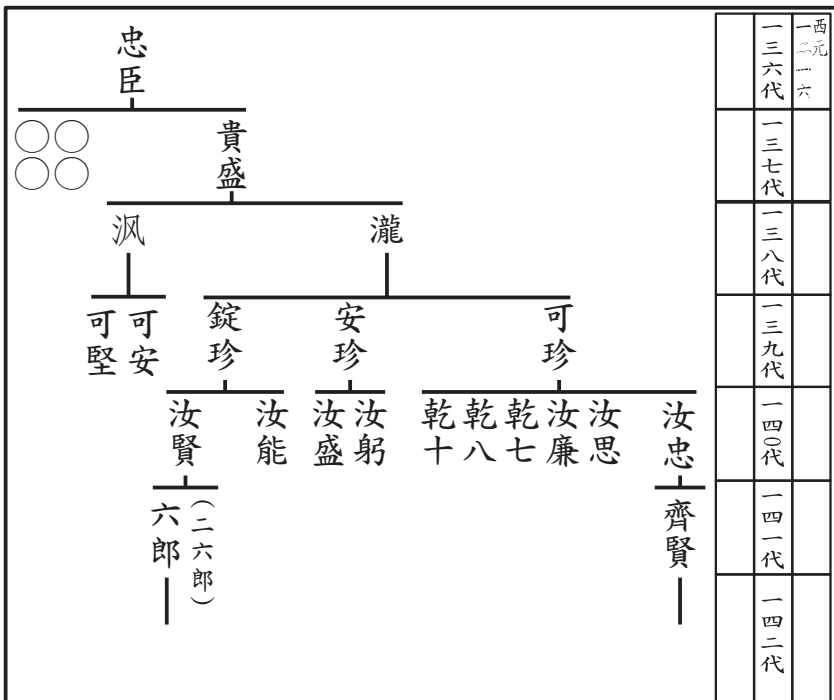 西元
一二一六
一三六代
一三七代
一三八代
一三九代
一四〇代
一四一代
一四二代
忠臣
貴盛
瀧
沨
可珍
安珍
錠珍
可安
可堅
汝忠
汝思
汝廉
乾七
乾八
乾十
汝躬
汝盛
汝能
汝賢
齊賢
(二六郎)
六郎